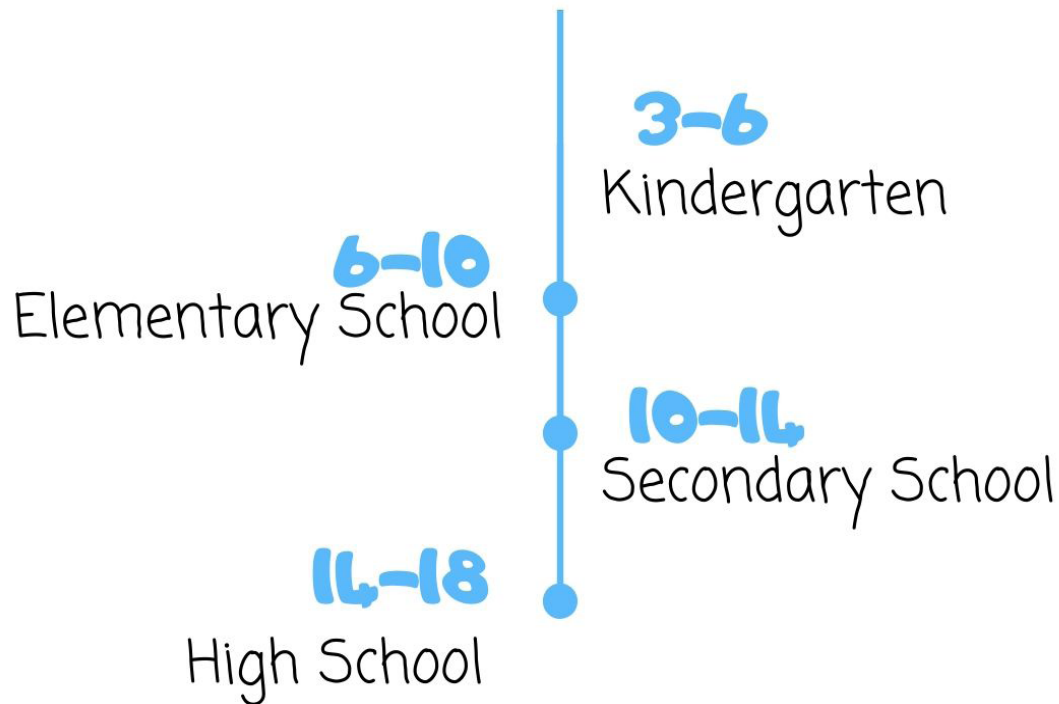 3-6
Kindergarten
6-10
Elementary School
10-14
Secondary School
14-18
High School